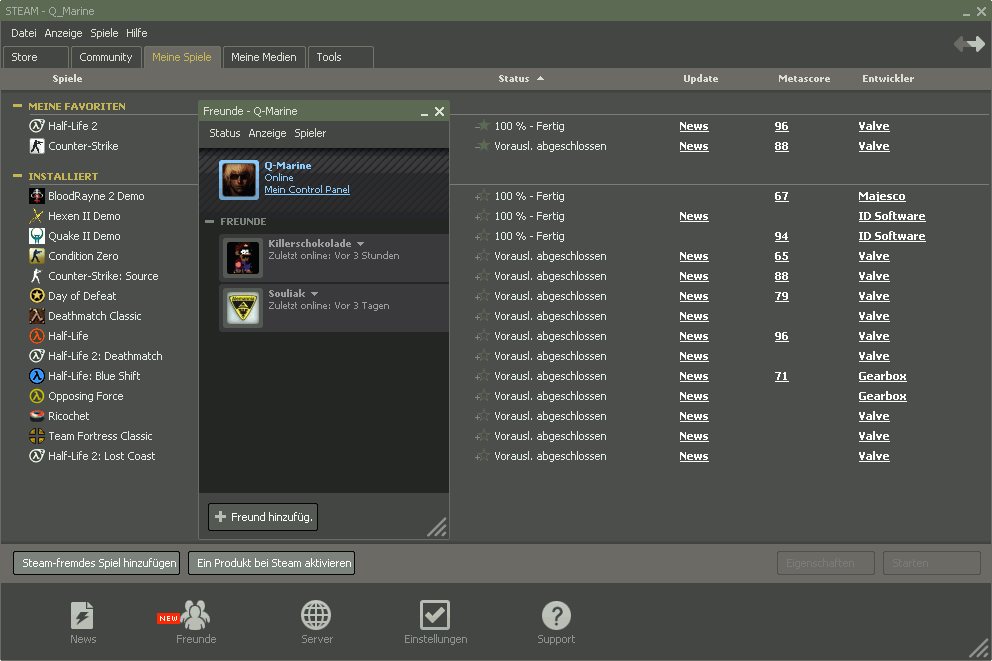 STEAM - Q_Marine
Datei Anzeige Spiele Hilfe
Store Community Meine Spiele Meine Medien Tools
Spiele Status Update Metascore Entwickler
MEINE FAVORITEN
Half-Life 2 100 % - Fertig News 96 Valve
Counter-Strike Vorausl. abgeschlossen News 88 Valve
INSTALLIERT
BloodRayne 2 Demo 100 % - Fertig 67 Majesco
Hexen II Demo 100 % - Fertig News ID Software
Quake II Demo 100 % - Fertig 94 ID Software
Condition Zero Vorausl. abgeschlossen News 65 Valve
Counter-Strike: Source Vorausl. abgeschlossen News 88 Valve
Day of Defeat Vorausl. abgeschlossen News 79 Valve
Deathmatch Classic Vorausl. abgeschlossen News Valve
Half-Life Vorausl. abgeschlossen News 96 Valve
Half-Life 2: Deathmatch Vorausl. abgeschlossen News Valve
Half-Life: Blue Shift Vorausl. abgeschlossen News 71 Gearbox
Opposing Force Vorausl. abgeschlossen News Gearbox
Ricochet Vorausl. abgeschlossen News Valve
Team Fortress Classic Vorausl. abgeschlossen News Valve
Half-Life 2: Lost Coast Vorausl. abgeschlossen News Valve
Freunde - Q-Marine
Status Anzeige Spieler
Q-Marine
Online
Mein Control Panel
FREUNDE
Killerschokolade
Zuletzt online: Vor 3 Stunden
Souliak
Zuletzt online: Vor 3 Tagen
Freund hinzufüg.
Steam-fremdes Spiel hinzufügen Ein Produkt bei Steam aktivieren Eigenschaften Starten
NEW
News Freunde Server Einstellungen Support